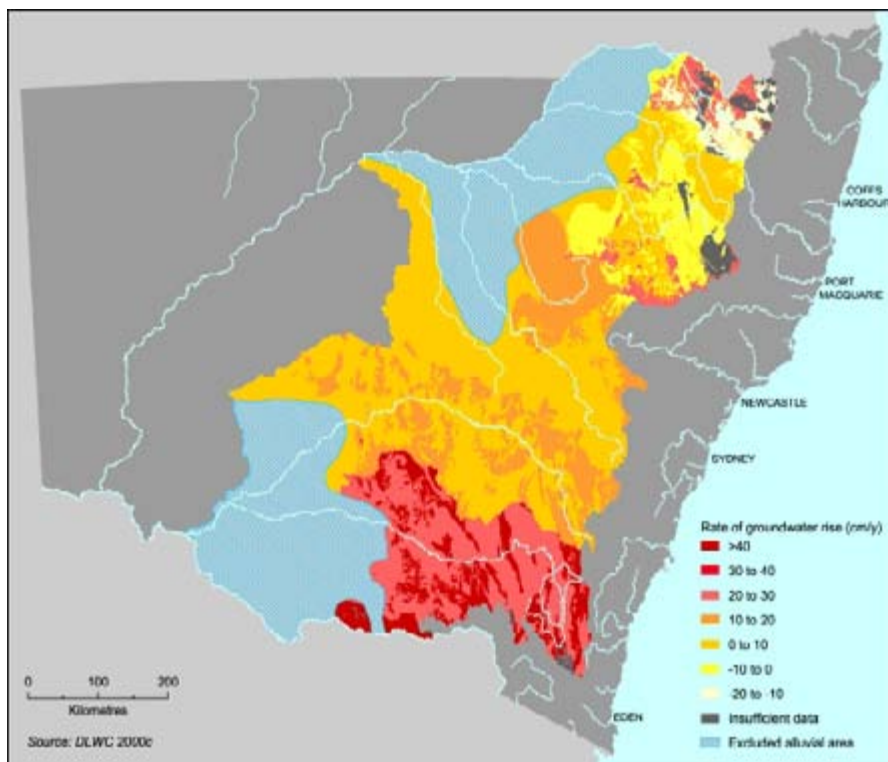 COFFS
HARBOUR
PORT
MACQUARIE
NEWCASTLE
SYDNEY
Rate of groundwater rise (cm/y)
>40
30 to 40
20 to 30
10 to 20
0 to 10
-10 to 0
-20 to -10
Insufficient data
Excluded alluvial area
EDEN
0 100 200
Kilometres
Source: DLWC 2000c